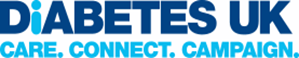 DiABETES UK
CARE. CONNECT. CAMPAIGN.